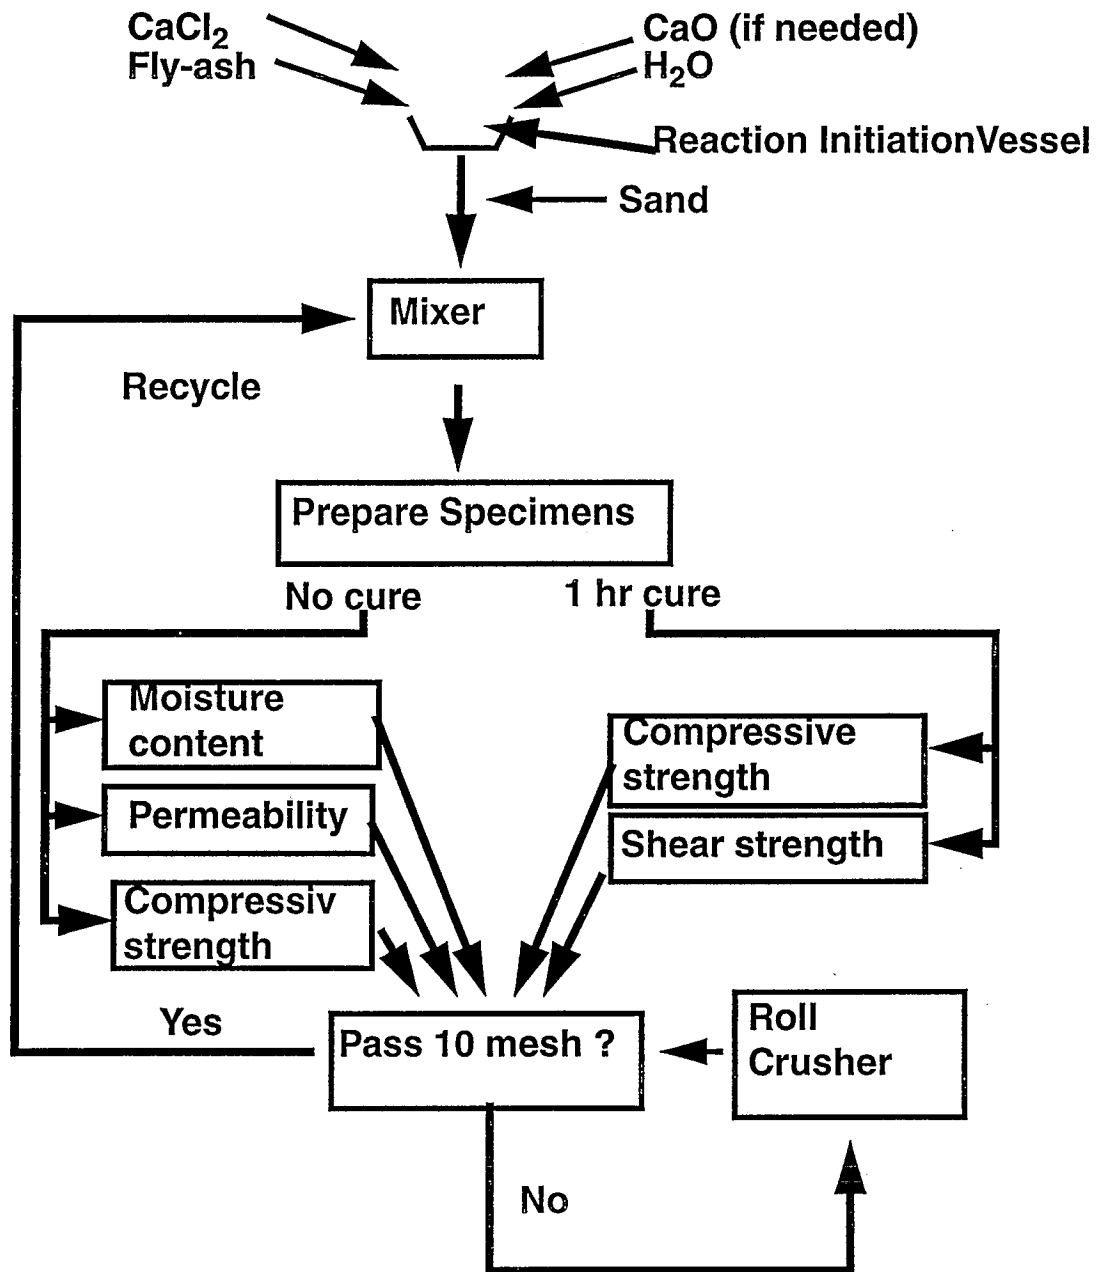 CaCl₂
Fly-ash
CaO (if needed)
H₂O
Reaction InitiationVessel
Sand
Mixer
Recycle
Prepare Specimens
No cure
1 hr cure
Moisture
content
Permeability
Compressiv
strength
Compressive
strength
Shear strength
Yes
Pass 10 mesh ?
Roll
Crusher
No